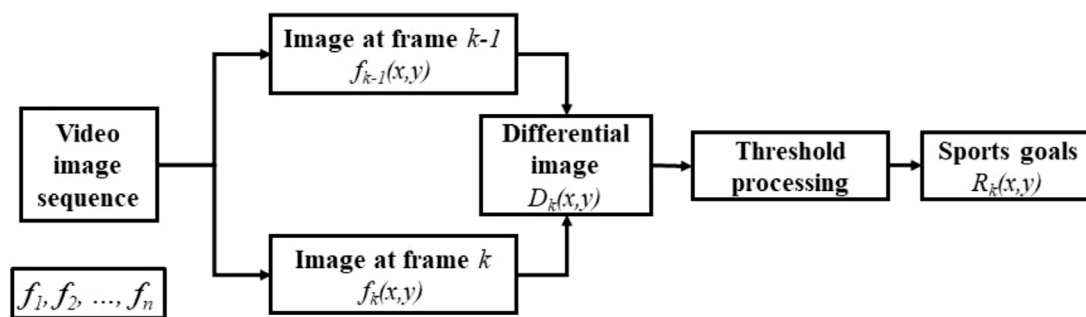 Video
image
sequence
f₁, f₂, ..., fₙ
Image at frame k-1
fₖ₋₁(x,y)
Image at frame k
fₖ(x,y)
Differential
image
Dₖ(x,y)
Threshold
processing
Sports goals
Rₖ(x,y)